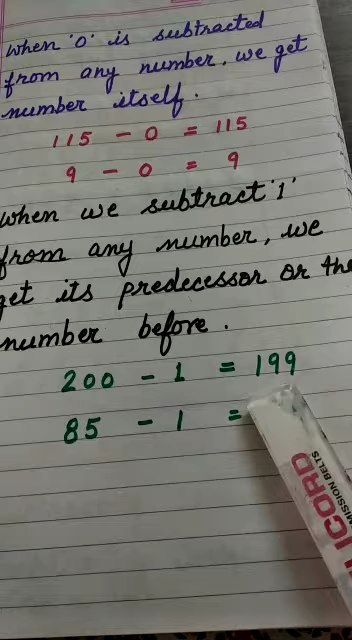 when '0' is subtracted
from any number, we get
number itself.
115 - 0 = 115
9 - 0 = 9
when we subtract '1'
from any number, we
get its predecessor or the
number before.
200 - 1 = 199
85 - 1 =
MISSION BELTS
ICORD